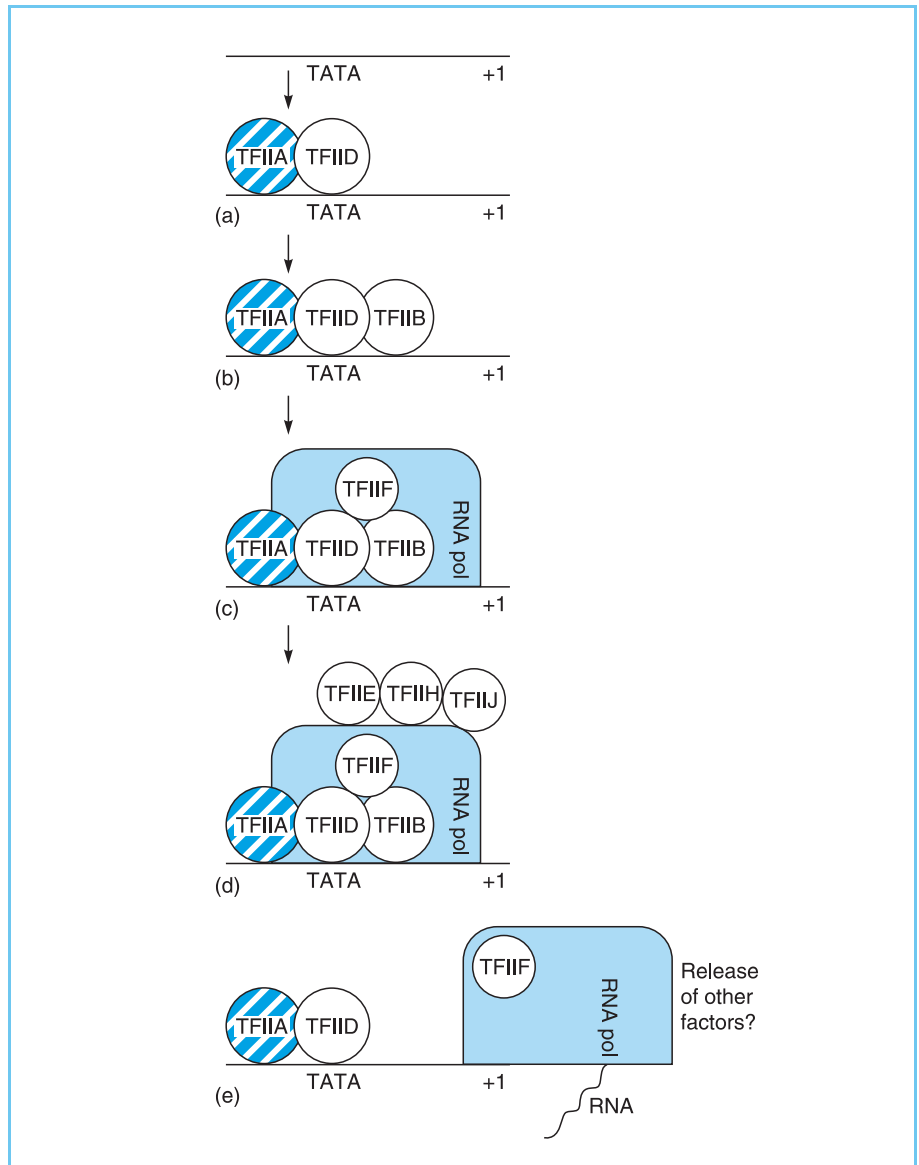 TATA +1
TFIIA TFIID
TATA +1
(a)
TFIIA TFIID TFIIB
TATA +1
(b)
TFIIF
RNA pol
TFIIA TFIID TFIIB
TATA +1
(c)
TFIIE TFIIH TFIIJ
TFIIF
RNA pol
TFIIA TFIID TFIIB
TATA +1
(d)
TFIIF
RNA pol
Release
of other
factors?
TFIIA TFIID
TATA +1
(e)
RNA